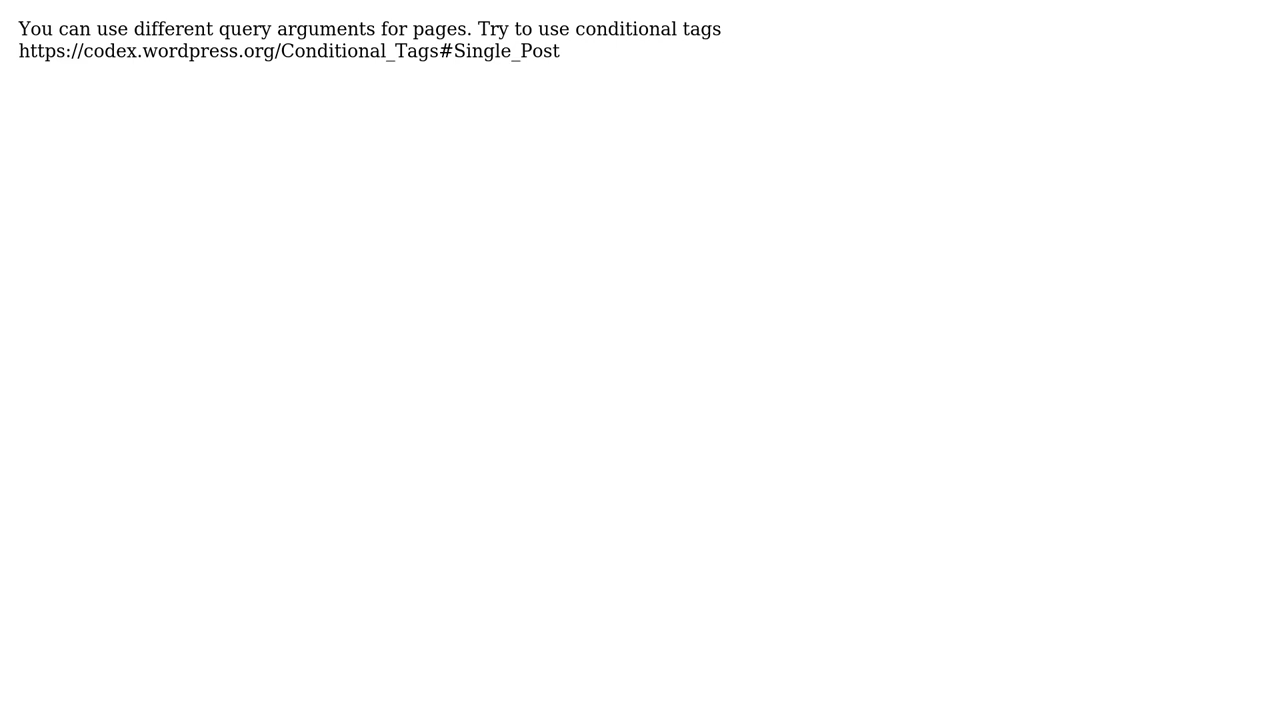 You can use different query arguments for pages. Try to use conditional tags
https://codex.wordpress.org/Conditional_Tags#Single_Post